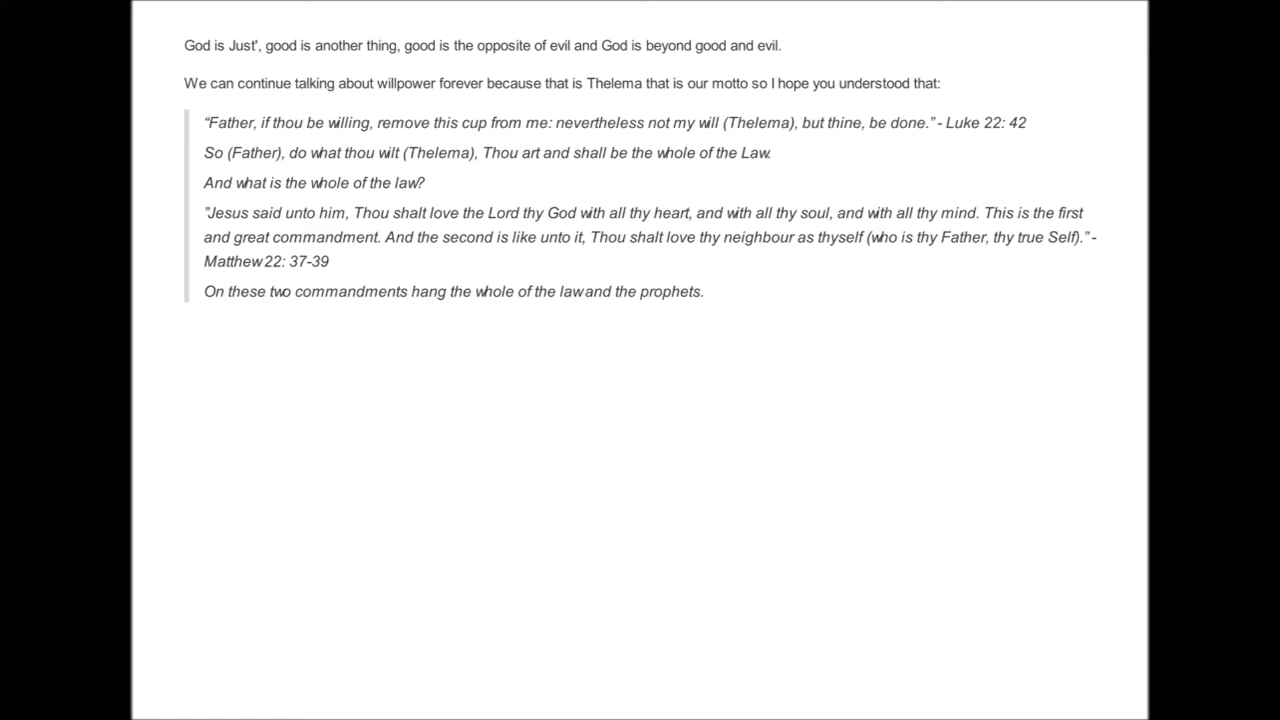 God is Just', good is another thing, good is the opposite of evil and God is beyond good and evil.
We can continue talking about willpower forever because that is Thelema that is our motto so I hope you understood that:
“Father, if thou be willing, remove this cup from me: nevertheless not my will (Thelema), but thine, be done.” - Luke 22: 42
So (Father), do what thou wilt (Thelema), Thou art and shall be the whole of the Law.
And what is the whole of the law?
”Jesus said unto him, Thou shalt love the Lord thy God with all thy heart, and with all thy soul, and with all thy mind. This is the first
and great commandment. And the second is like unto it, Thou shalt love thy neighbour as thyself (who is thy Father, thy true Self).” -
Matthew 22: 37-39
On these two commandments hang the whole of the law and the prophets.